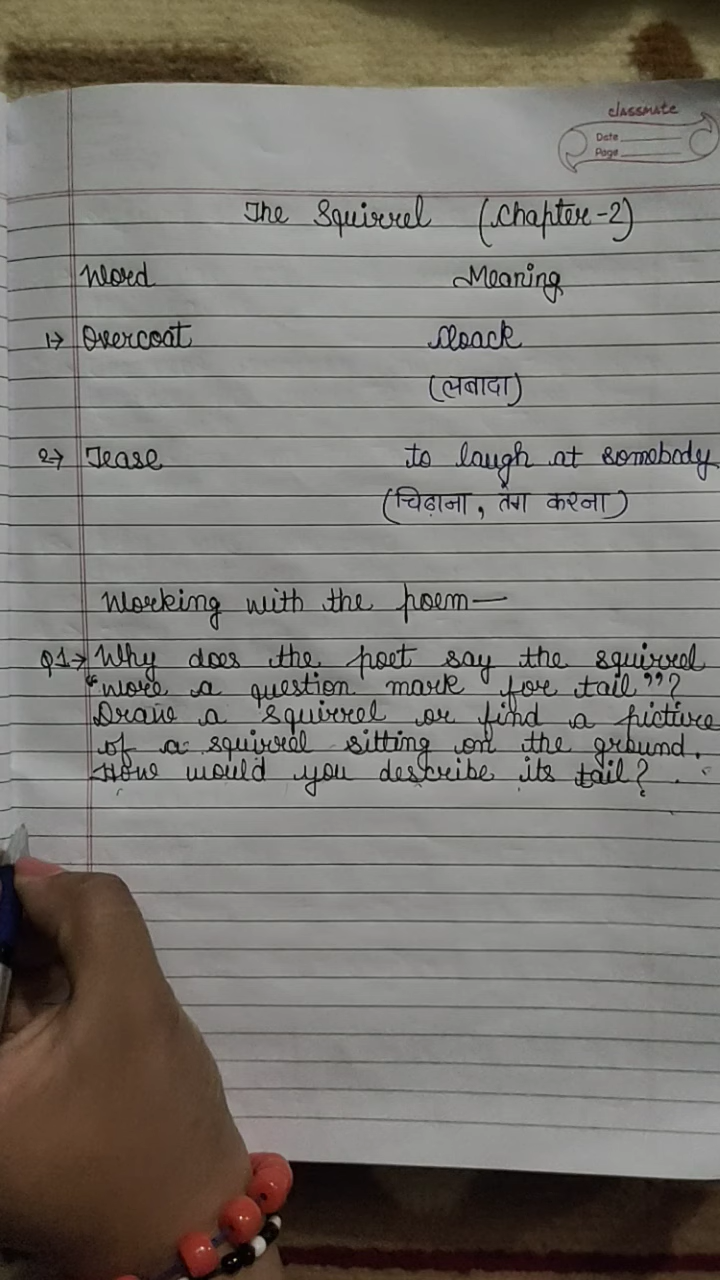 classmate
Date
Page
The Squirrel (Chapter-2)
Word Meaning
1→ Overcoat Cloack
(लबादा)
2→ Tease to laugh at somebody
(चिढ़ाना, तंग करना)
Working with the poem—
Q1→ Why does the poet say the squirrel
“wore a question mark for tail”?
Draw a squirrel or find a picture
of a squirrel sitting on the ground.
How would you describe its tail?